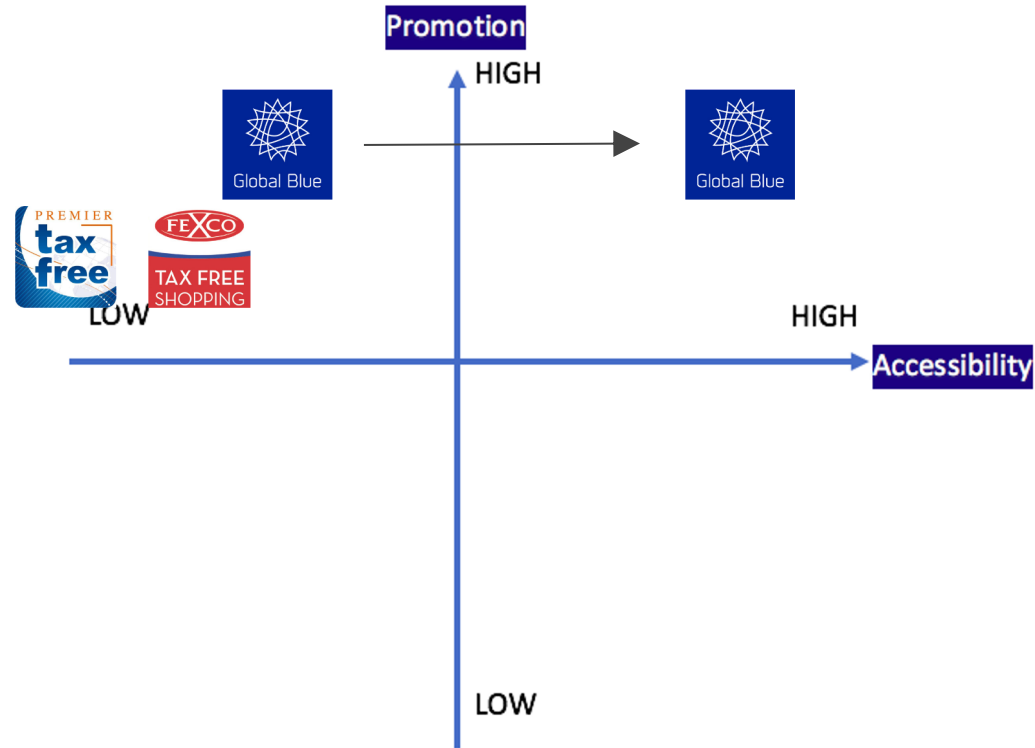 Promotion
HIGH
Global Blue
Global Blue
PREMIER
tax
free
FEXCO
TAX FREE
SHOPPING
LOW
HIGH
Accessibility
LOW